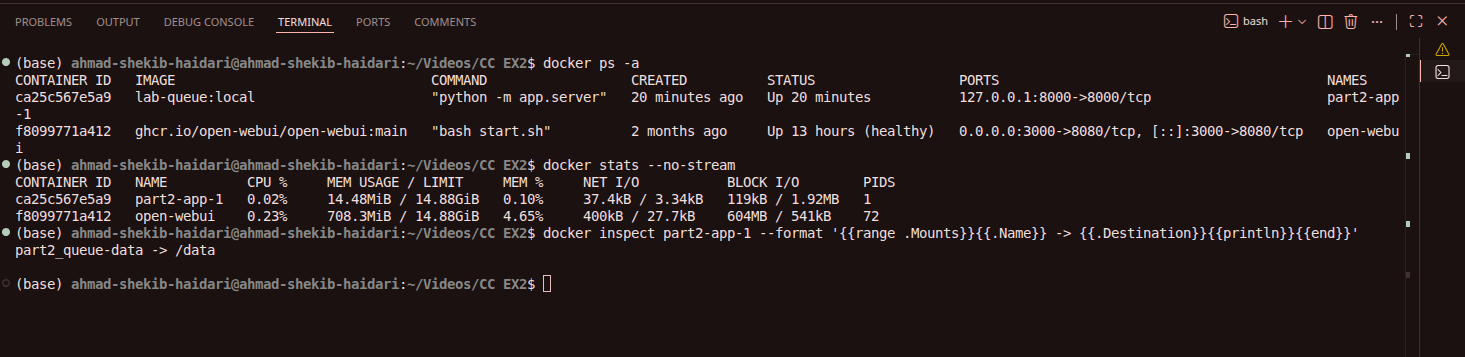 PROBLEMS OUTPUT DEBUG CONSOLE TERMINAL PORTS COMMENTS bash
(base) ahmad-shekib-haidari@ahmad-shekib-haidari:~/Videos/CC EX2$ docker ps -a
CONTAINER ID   IMAGE                                COMMAND                  CREATED          STATUS                  PORTS                                         NAMES
ca25c567e5a9   lab-queue:local                      "python -m app.server"   20 minutes ago   Up 20 minutes           127.0.0.1:8000->8000/tcp                      part2-app
-1
f8099771a412   ghcr.io/open-webui/open-webui:main   "bash start.sh"          2 months ago     Up 13 hours (healthy)   0.0.0.0:3000->8080/tcp, [::]:3000->8080/tcp   open-webu
i
(base) ahmad-shekib-haidari@ahmad-shekib-haidari:~/Videos/CC EX2$ docker stats --no-stream
CONTAINER ID   NAME          CPU %     MEM USAGE / LIMIT     MEM %     NET I/O           BLOCK I/O        PIDS
ca25c567e5a9   part2-app-1   0.02%     14.48MiB / 14.88GiB   0.10%     37.4kB / 3.34kB   119kB / 1.92MB   1
f8099771a412   open-webui    0.23%     708.3MiB / 14.88GiB   4.65%     400kB / 27.7kB    604MB / 541kB    72
(base) ahmad-shekib-haidari@ahmad-shekib-haidari:~/Videos/CC EX2$ docker inspect part2-app-1 --format '{{range .Mounts}}{{.Name}} -> {{.Destination}}{{println}}{{end}}'
part2_queue-data -> /data
(base) ahmad-shekib-haidari@ahmad-shekib-haidari:~/Videos/CC EX2$